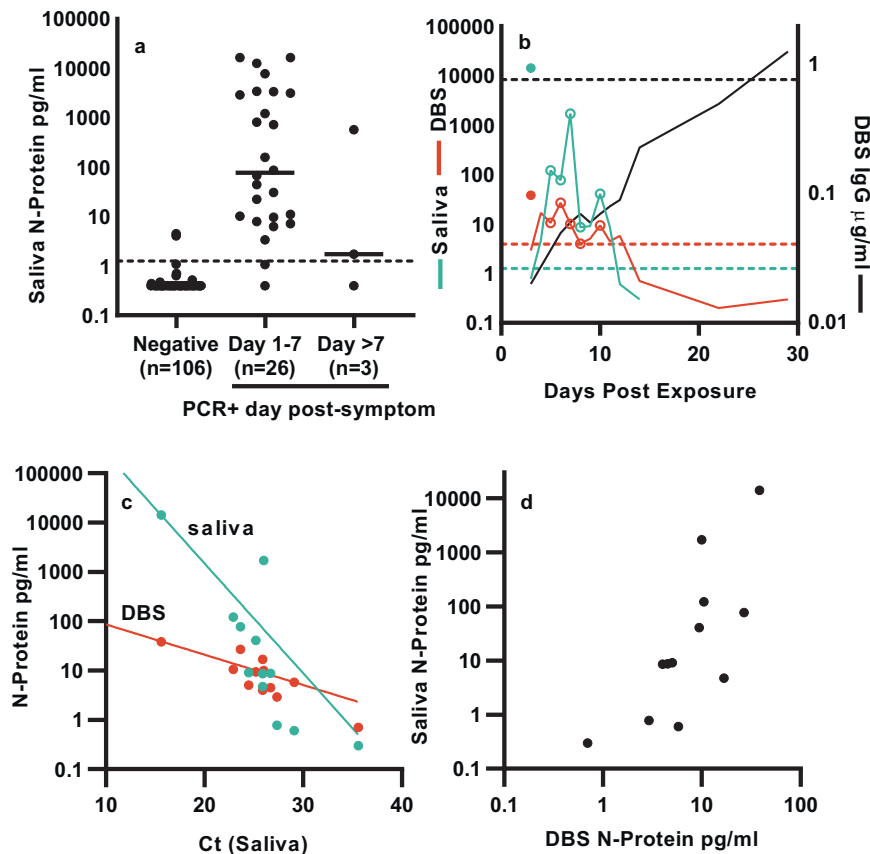 a
100000
10000
1000
100
10
1
0.1
Saliva N-Protein pg/ml
Negative
(n=106)
Day 1-7
(n=26)
Day >7
(n=3)
PCR+ day post-symptom
b
100000
10000
1000
100
10
1
0.1
Saliva
DBS
1
0.1
0.01
DBS IgG μg/ml
0
10
20
30
Days Post Exposure
c
100000
10000
1000
100
10
1
0.1
N-Protein pg/ml
saliva
DBS
10
20
30
40
Ct (Saliva)
d
10000
1000
100
10
1
0.1
Saliva N-Protein pg/ml
0.1
1
10
100
DBS N-Protein pg/ml